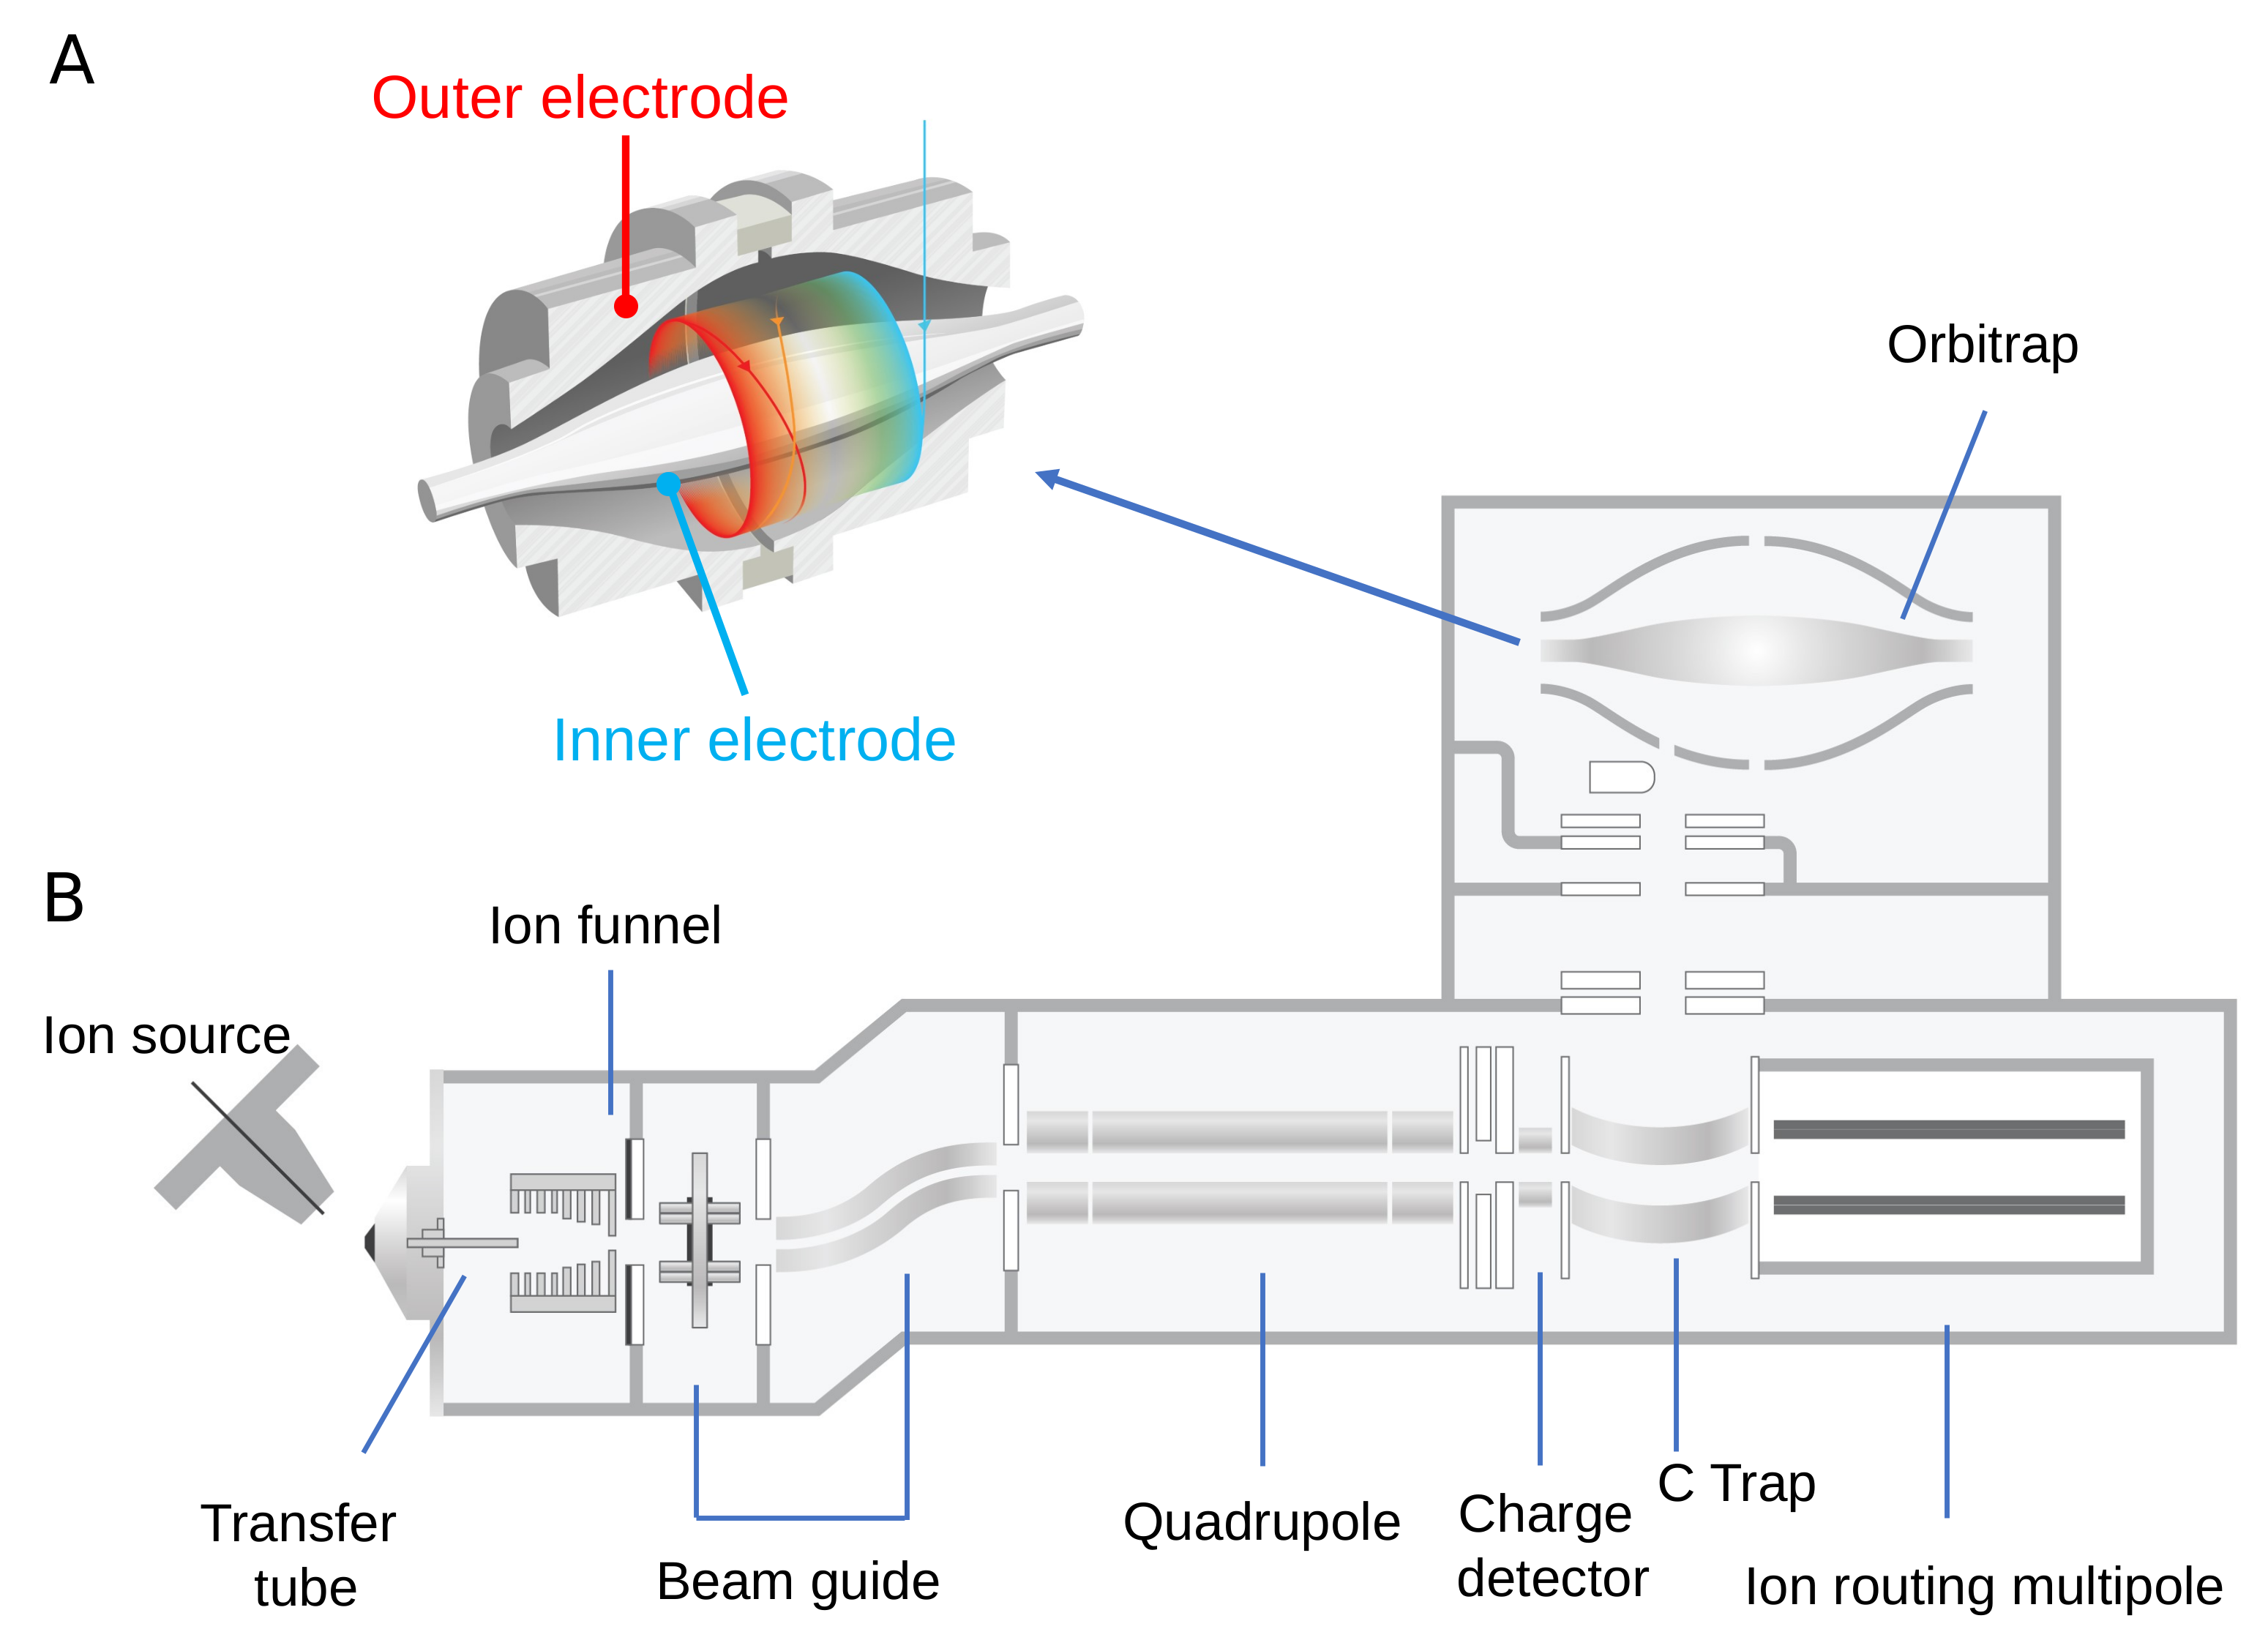 A
Outer electrode
Inner electrode
Orbitrap
B
Ion funnel
Ion source
Transfer
tube
Beam guide
Quadrupole
Charge
detector
C Trap
Ion routing multipole